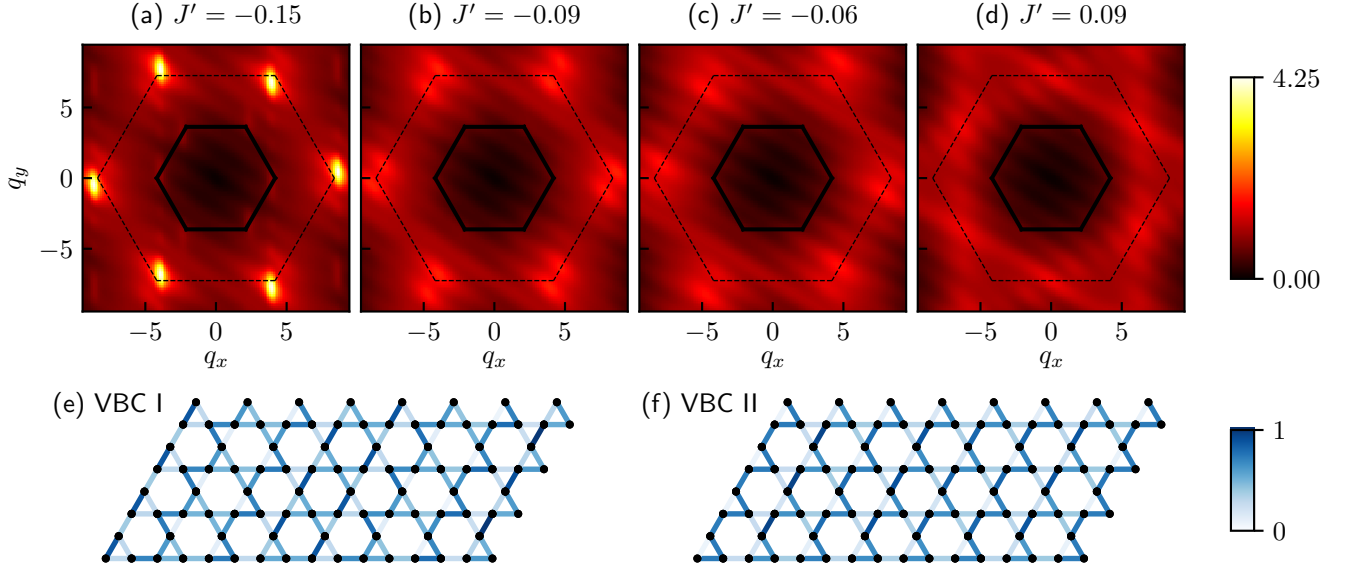 (a) J′ = −0.15
(b) J′ = −0.09
(c) J′ = −0.06
(d) J′ = 0.09
q_y
5
0
−5
−5 0 5
−5 0 5
−5 0 5
−5 0 5
q_x
q_x
q_x
q_x
4.25
0.00
(e) VBC I
(f) VBC II
1
0